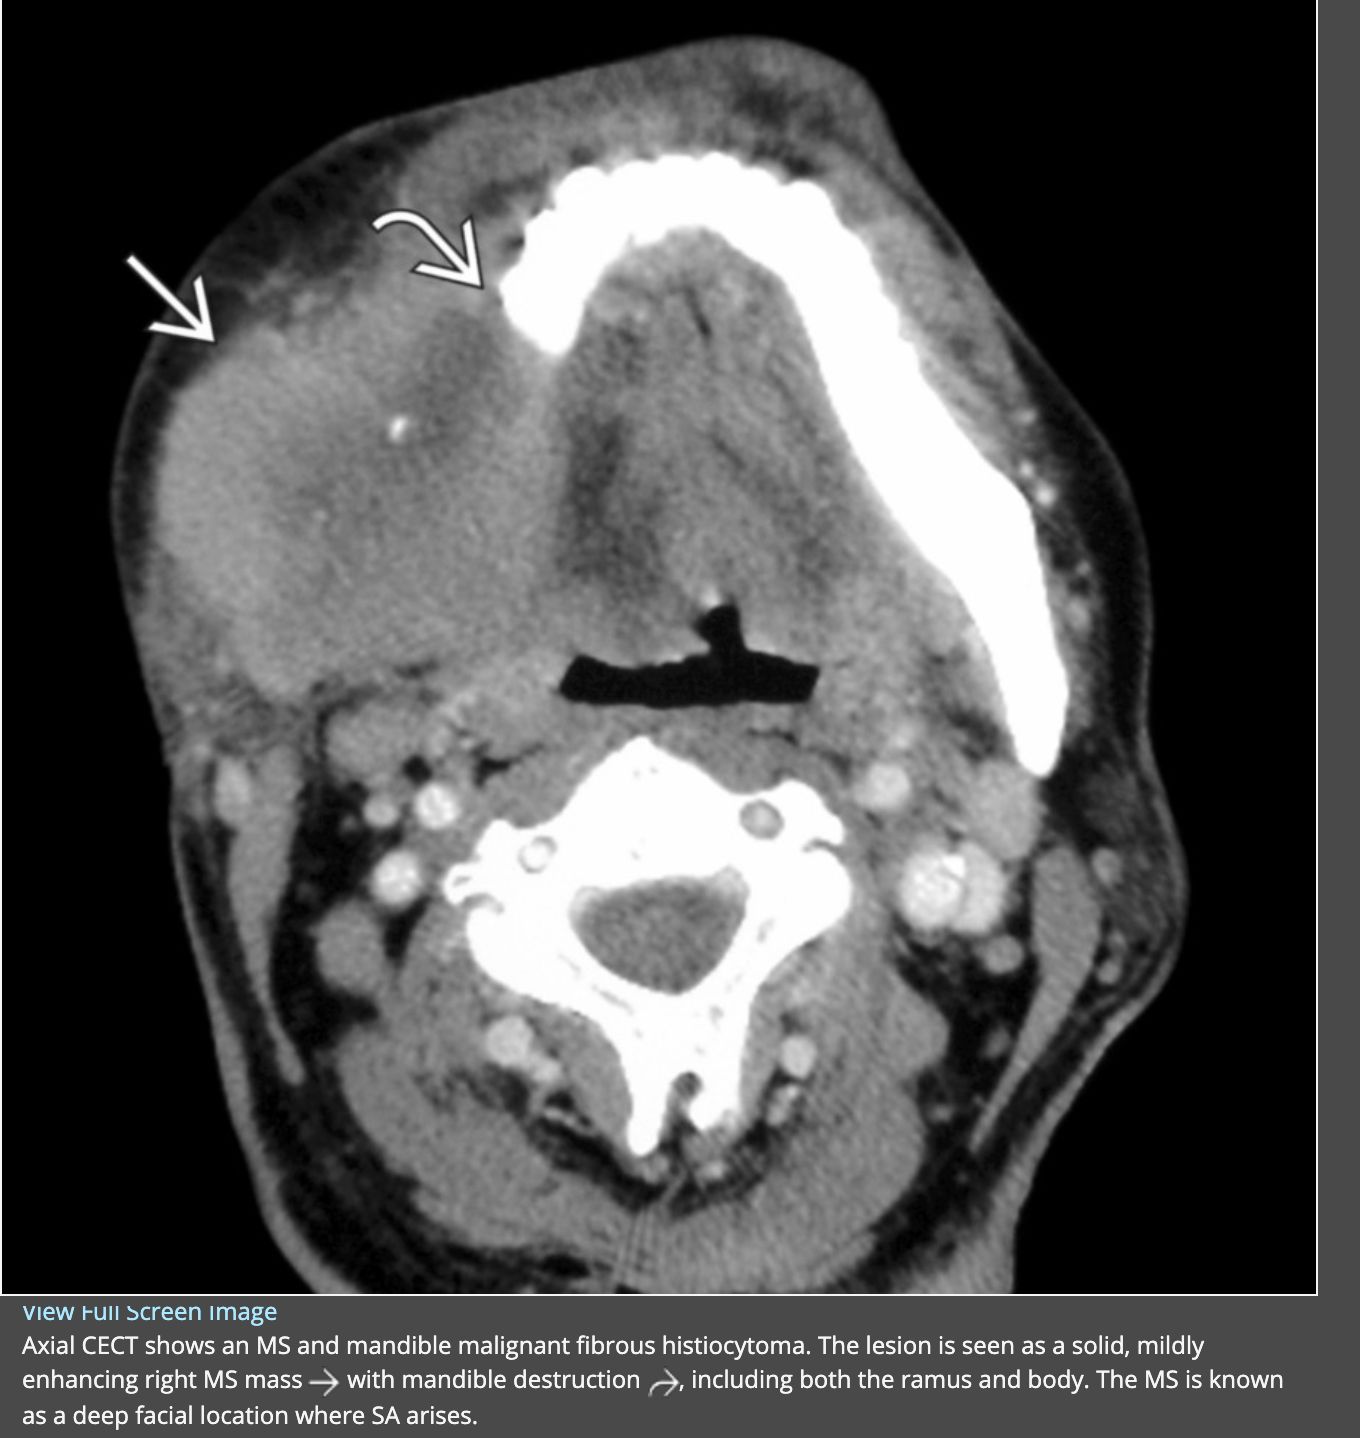 View Full Screen Image
Axial CECT shows an MS and mandible malignant fibrous histiocytoma. The lesion is seen as a solid, mildly
enhancing right MS mass → with mandible destruction ↷, including both the ramus and body. The MS is known
as a deep facial location where SA arises.